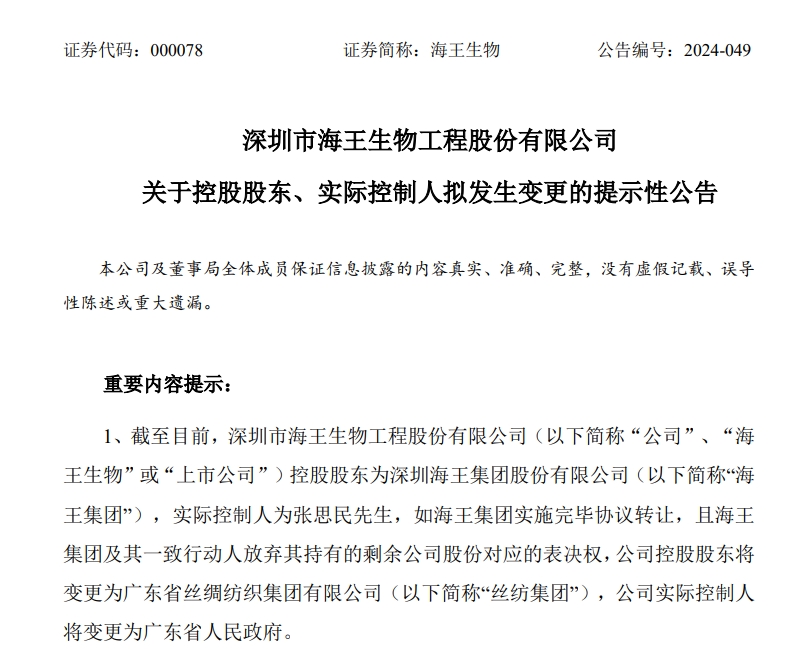 证券代码：000078 证券简称：海王生物 公告编号：2024-049
深圳市海王生物工程股份有限公司
关于控股股东、实际控制人拟发生变更的提示性公告
本公司及董事局全体成员保证信息披露的内容真实、准确、完整，没有虚假记载、误导
性陈述或重大遗漏。
重要内容提示：
1、截至目前，深圳市海王生物工程股份有限公司（以下简称“公司”、“海
王生物”或“上市公司”）控股股东为深圳海王集团股份有限公司（以下简称“海
王集团”），实际控制人为张思民先生，如海王集团实施完毕协议转让，且海王
集团及其一致行动人放弃其持有的剩余公司股份对应的表决权，公司控股股东将
变更为广东省丝绸纺织集团有限公司（以下简称“丝纺集团”），公司实际控制人
将变更为广东省人民政府。